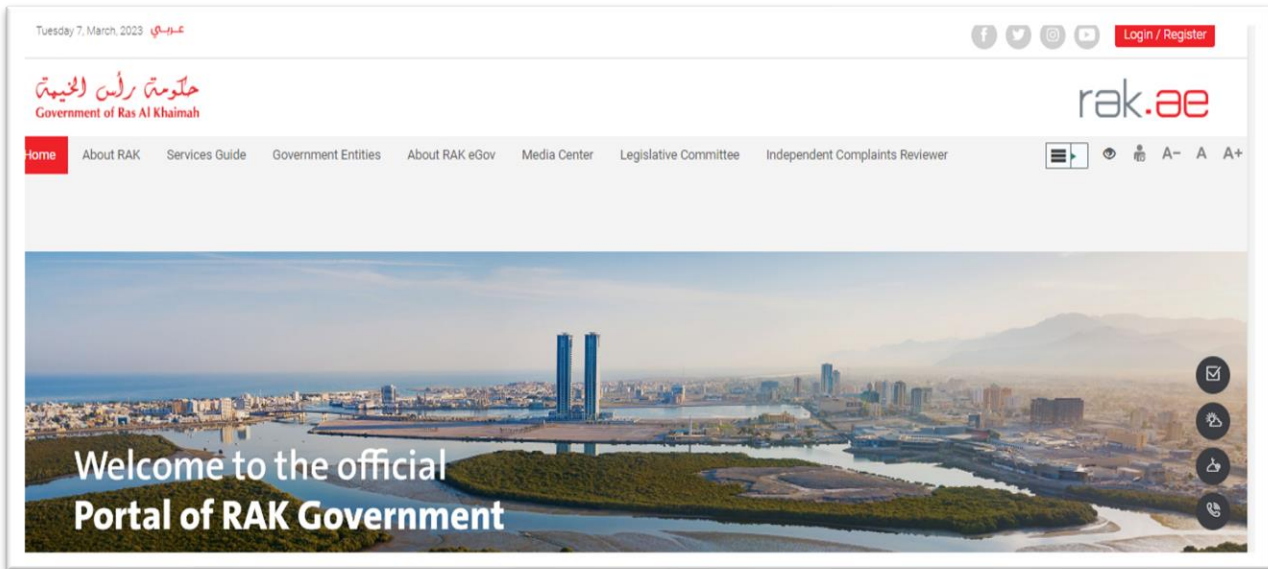 Tuesday 7, March, 2023 عــربــي
Login / Register
حكومة رأس الخيمة
Government of Ras Al Khaimah
rak.ae
Home About RAK Services Guide Government Entities About RAK eGov Media Center Legislative Committee Independent Complaints Reviewer A- A A+
Welcome to the official
Portal of RAK Government